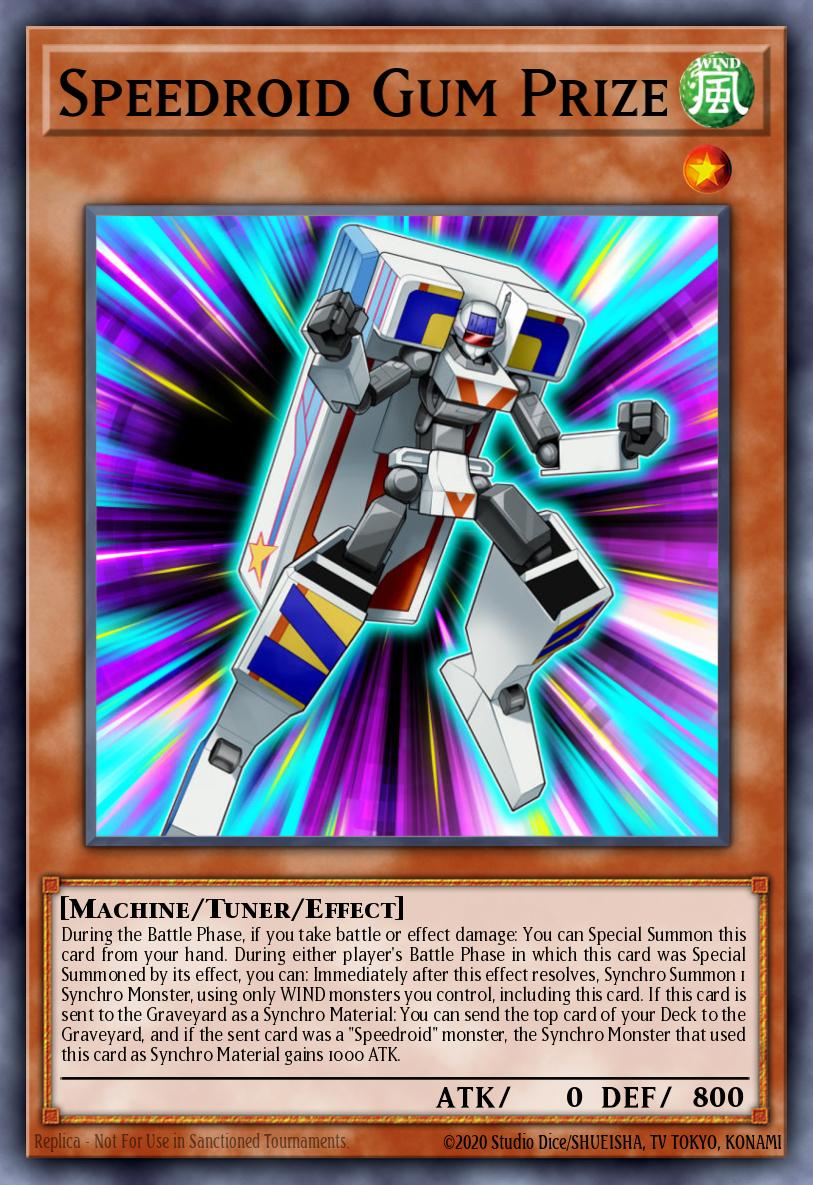 Speedroid Gum Prize
WIND
風
[Machine/Tuner/Effect]
During the Battle Phase, if you take battle or effect damage: You can Special Summon this
card from your hand. During either player's Battle Phase in which this card was Special
Summoned by its effect, you can: Immediately after this effect resolves, Synchro Summon 1
Synchro Monster, using only WIND monsters you control, including this card. If this card is
sent to the Graveyard as a Synchro Material: You can send the top card of your Deck to the
Graveyard, and if the sent card was a "Speedroid" monster, the Synchro Monster that used
this card as Synchro Material gains 1000 ATK.
ATK/ 0 DEF/ 800
Replica - Not For Use in Sanctioned Tournaments.
©2020 Studio Dice/SHUEISHA, TV TOKYO, KONAMI